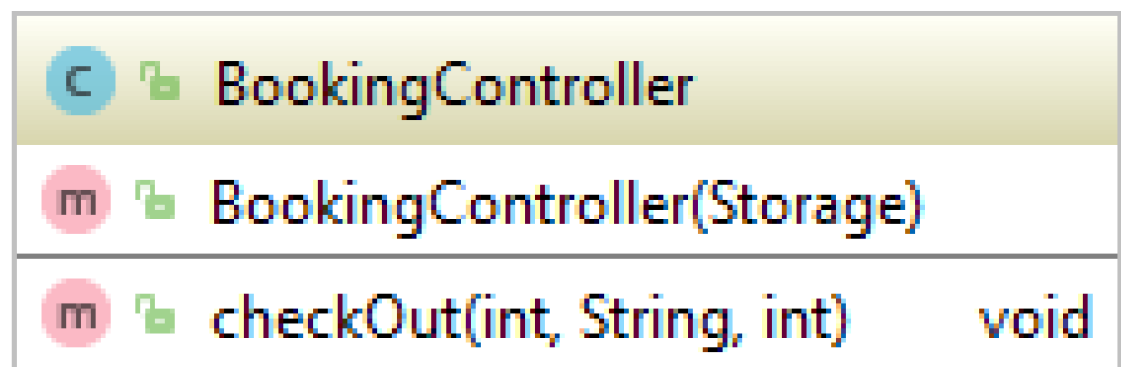 C BookingController
m BookingController(Storage)
m checkOut(int, String, int) void